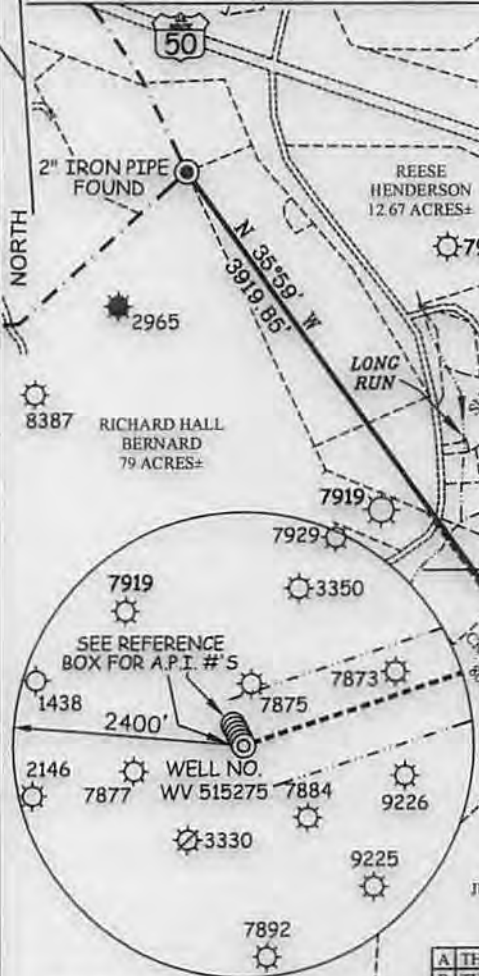 50
2" IRON PIPE
FOUND
NORTH
REESE
HENDERSON
12.67 ACRES±
N 35°59' W
3919.85'
2965
LONG
RUN
8387
RICHARD HALL
BERNARD
79 ACRES±
7919
7929
7919
3350
SEE REFERENCE
BOX FOR A.P.I. #'S
1438
7875
7873
2400'
WELL NO.
WV 515275
2146
7877
7884
9226
3330
9225
7892
A TH